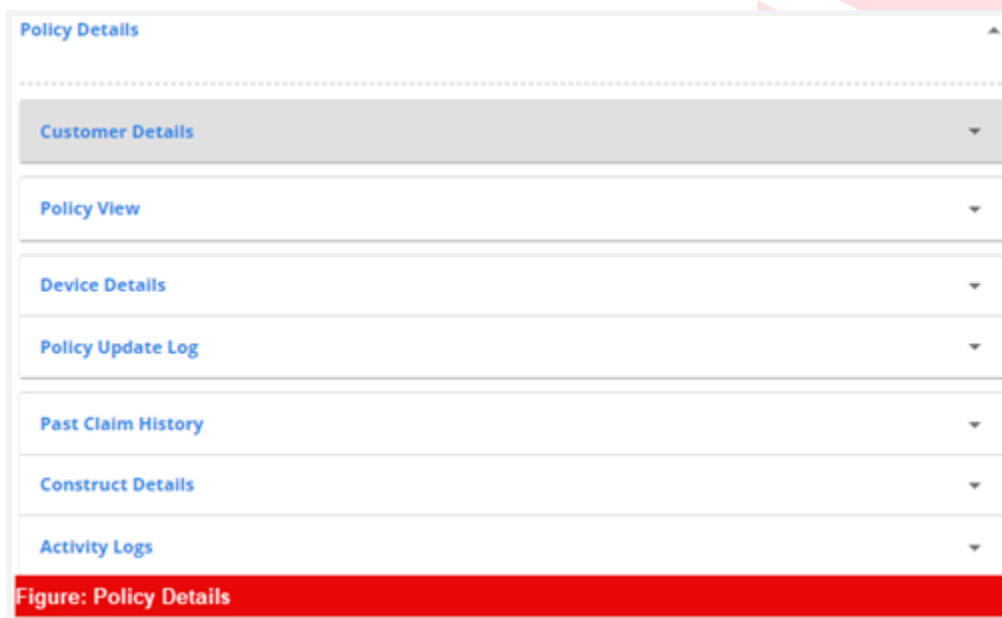 Policy Details
Customer Details
Policy View
Device Details
Policy Update Log
Past Claim History
Construct Details
Activity Logs
Figure: Policy Details